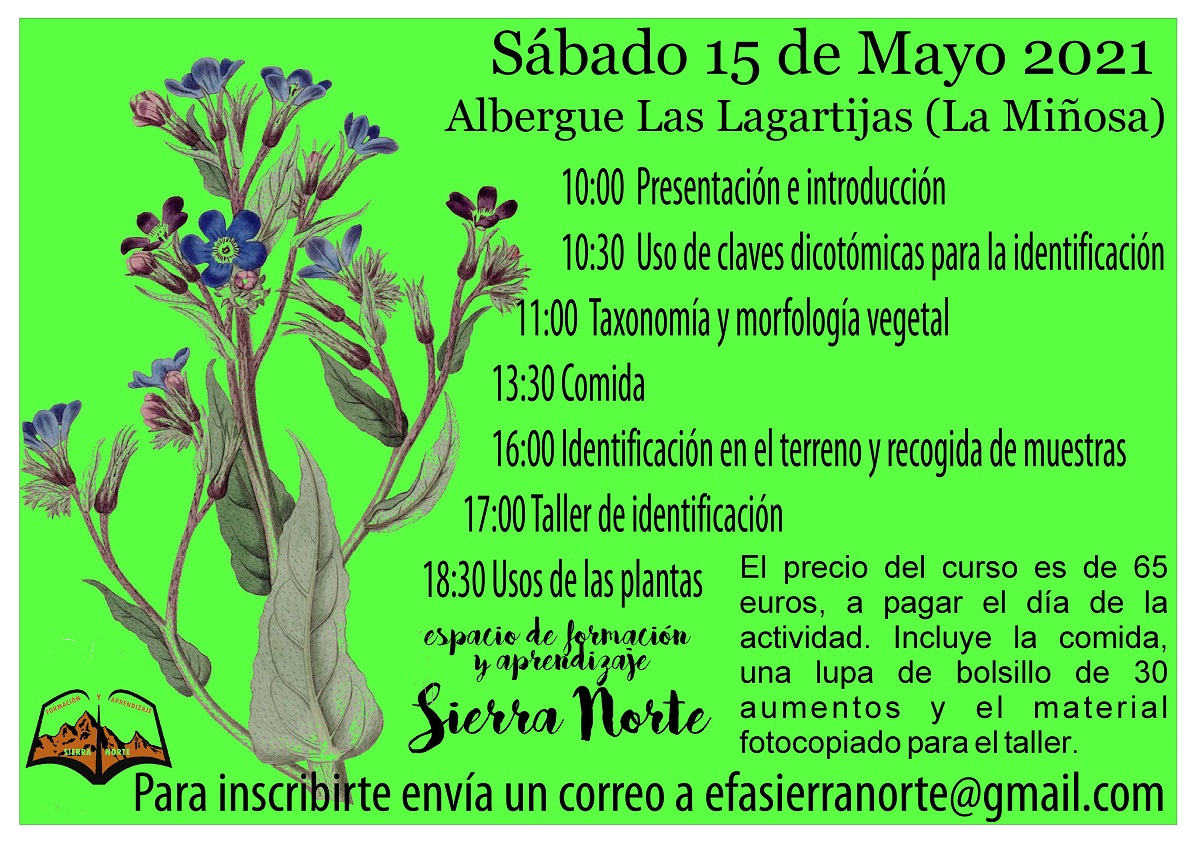 Sábado 15 de Mayo 2021
Albergue Las Lagartijas (La Miñosa)
10:00 Presentación e introducción
10:30 Uso de claves dicotómicas para la identificación
11:00 Taxonomía y morfología vegetal
13:30 Comida
16:00 Identificación en el terreno y recogida de muestras
17:00 Taller de identificación
18:30 Usos de las plantas
espacio de formación
y aprendizaje
Sierra Norte
El precio del curso es de 65
euros, a pagar el día de la
actividad. Incluye la comida,
una lupa de bolsillo de 30
aumentos y el material
fotocopiado para el taller.
FORMACIÓN Y APRENDIZAJE
SIERRA NORTE
Para inscribirte envía un correo a efasierranorte@gmail.com